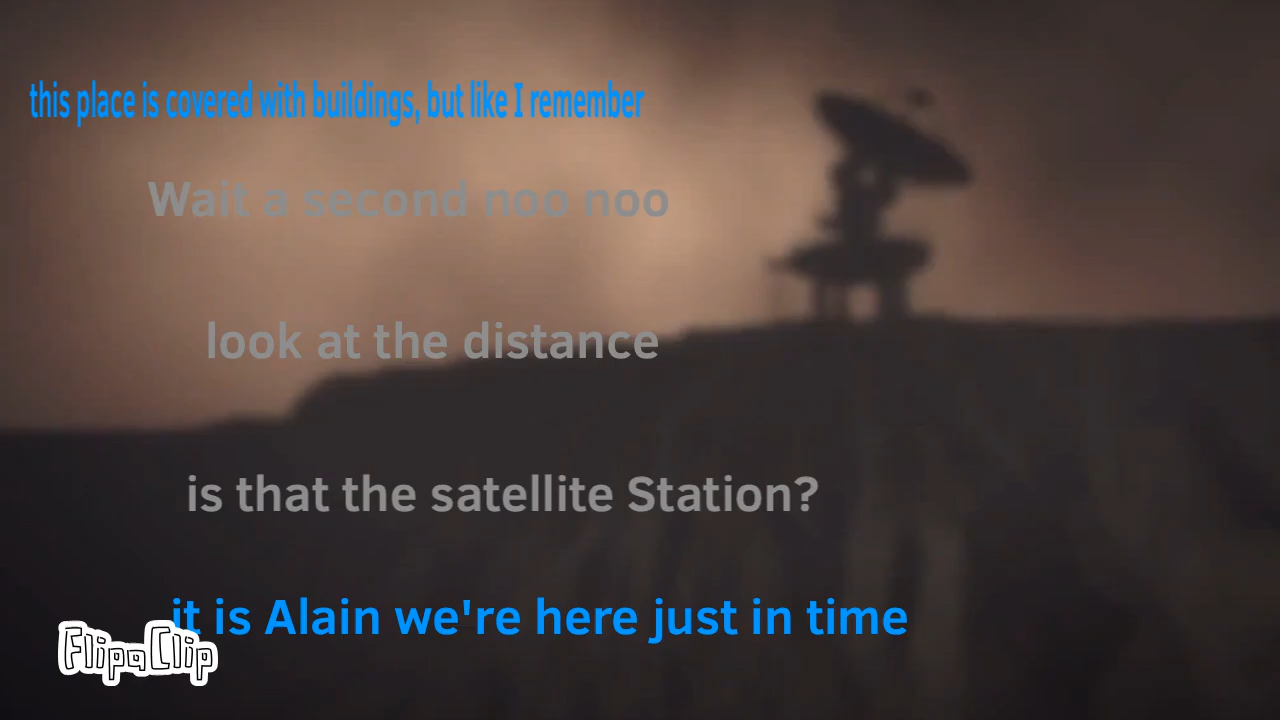 this place is covered with buildings, but like I remember
Wait a second noo noo
look at the distance
is that the satellite Station?
it is Alain we're here just in time
FlipaClip